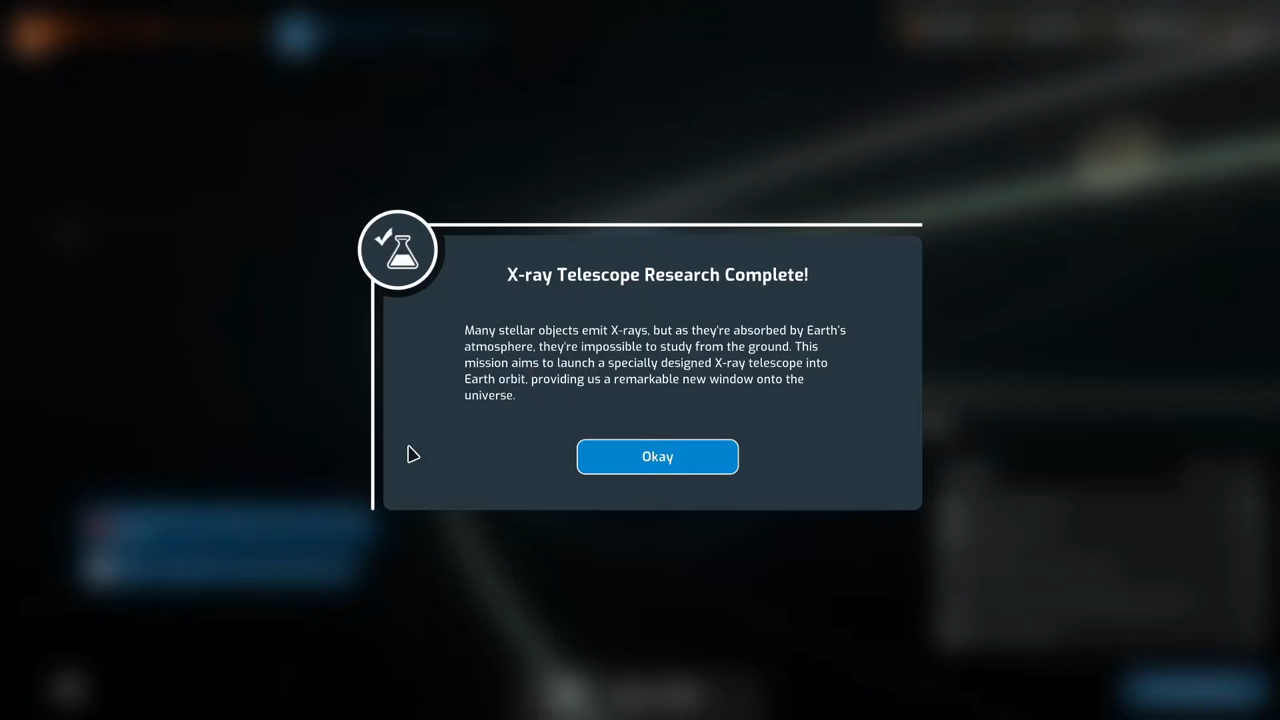 X-ray Telescope Research Complete!
Many stellar objects emit X-rays, but as they're absorbed by Earth's
atmosphere, they're impossible to study from the ground. This
mission aims to launch a specially designed X-ray telescope into
Earth orbit, providing us a remarkable new window onto the
universe.
Okay